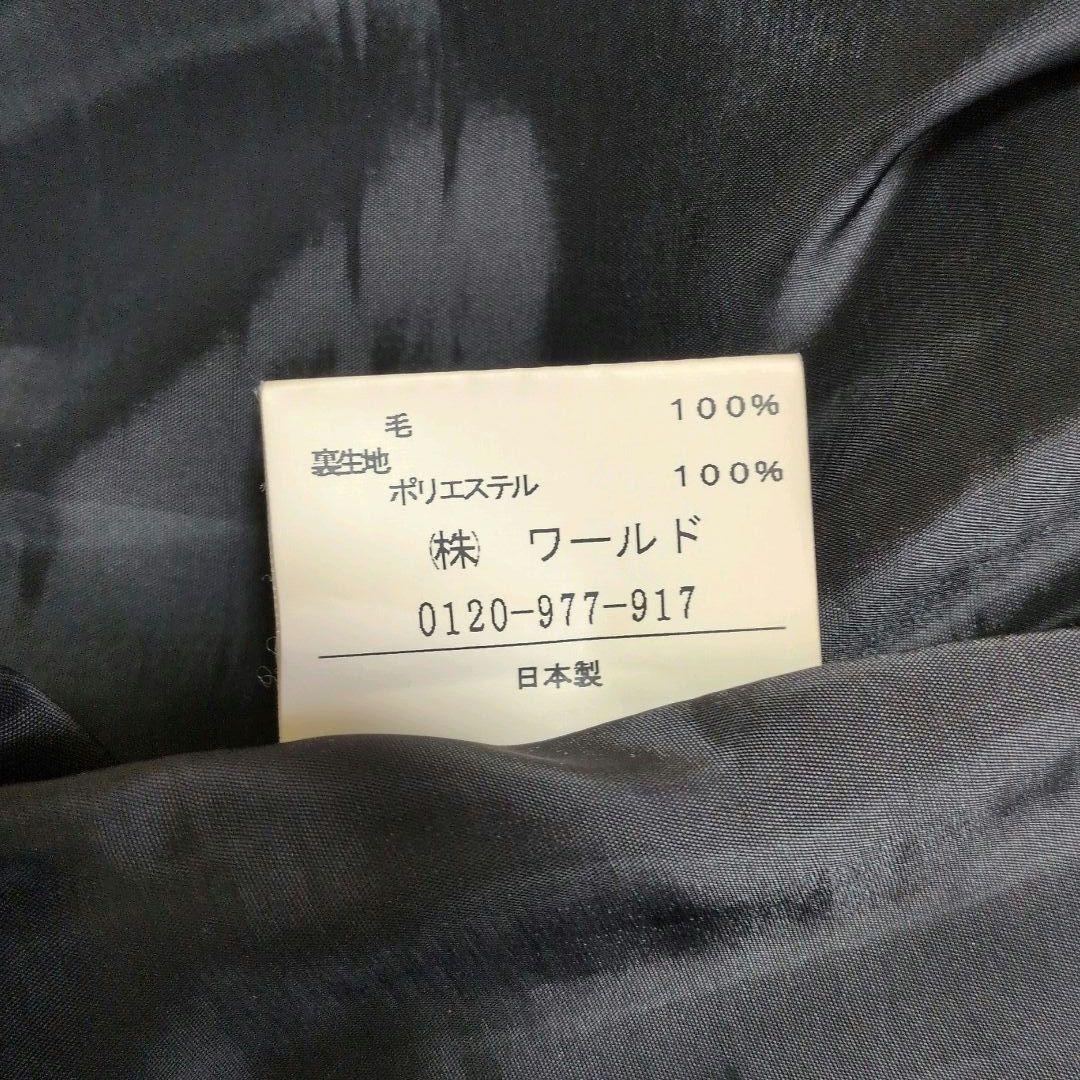 毛 100%
裏生地
ポリエステル 100%
㈱ ワールド
0120-977-917
日本製